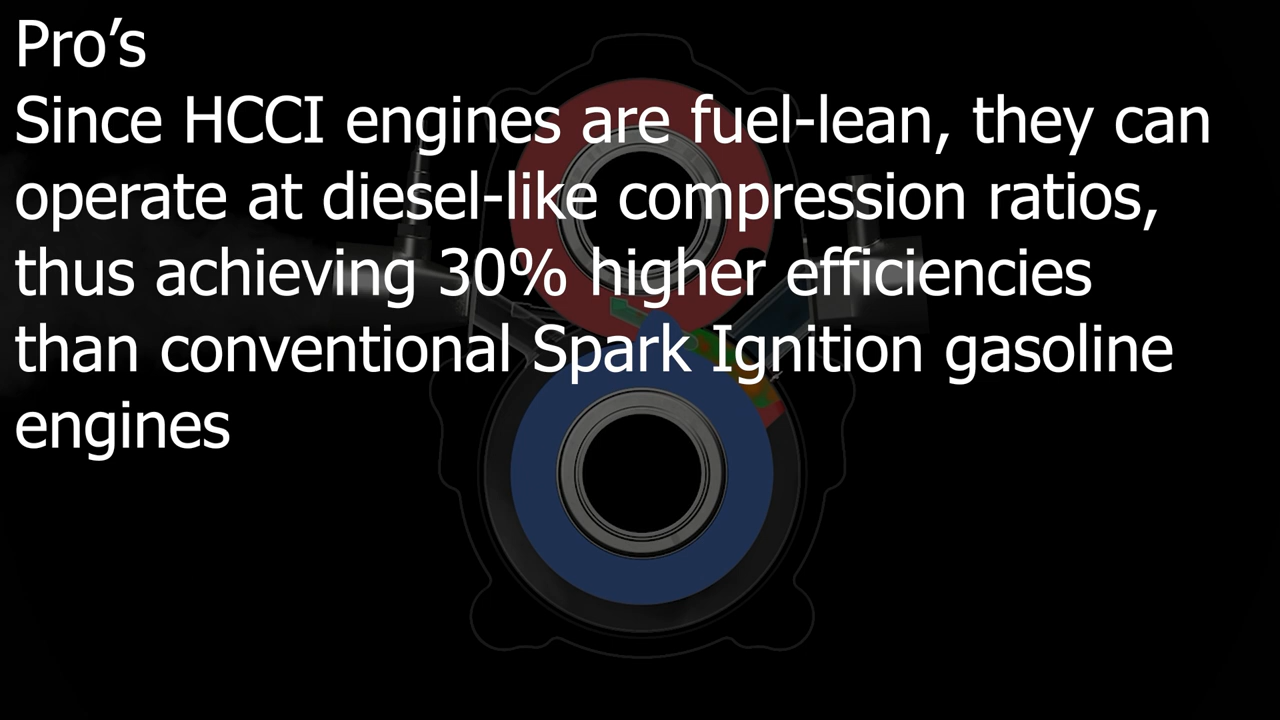 Pro’s
Since HCCI engines are fuel-lean, they can
operate at diesel-like compression ratios,
thus achieving 30% higher efficiencies
than conventional Spark Ignition gasoline
engines